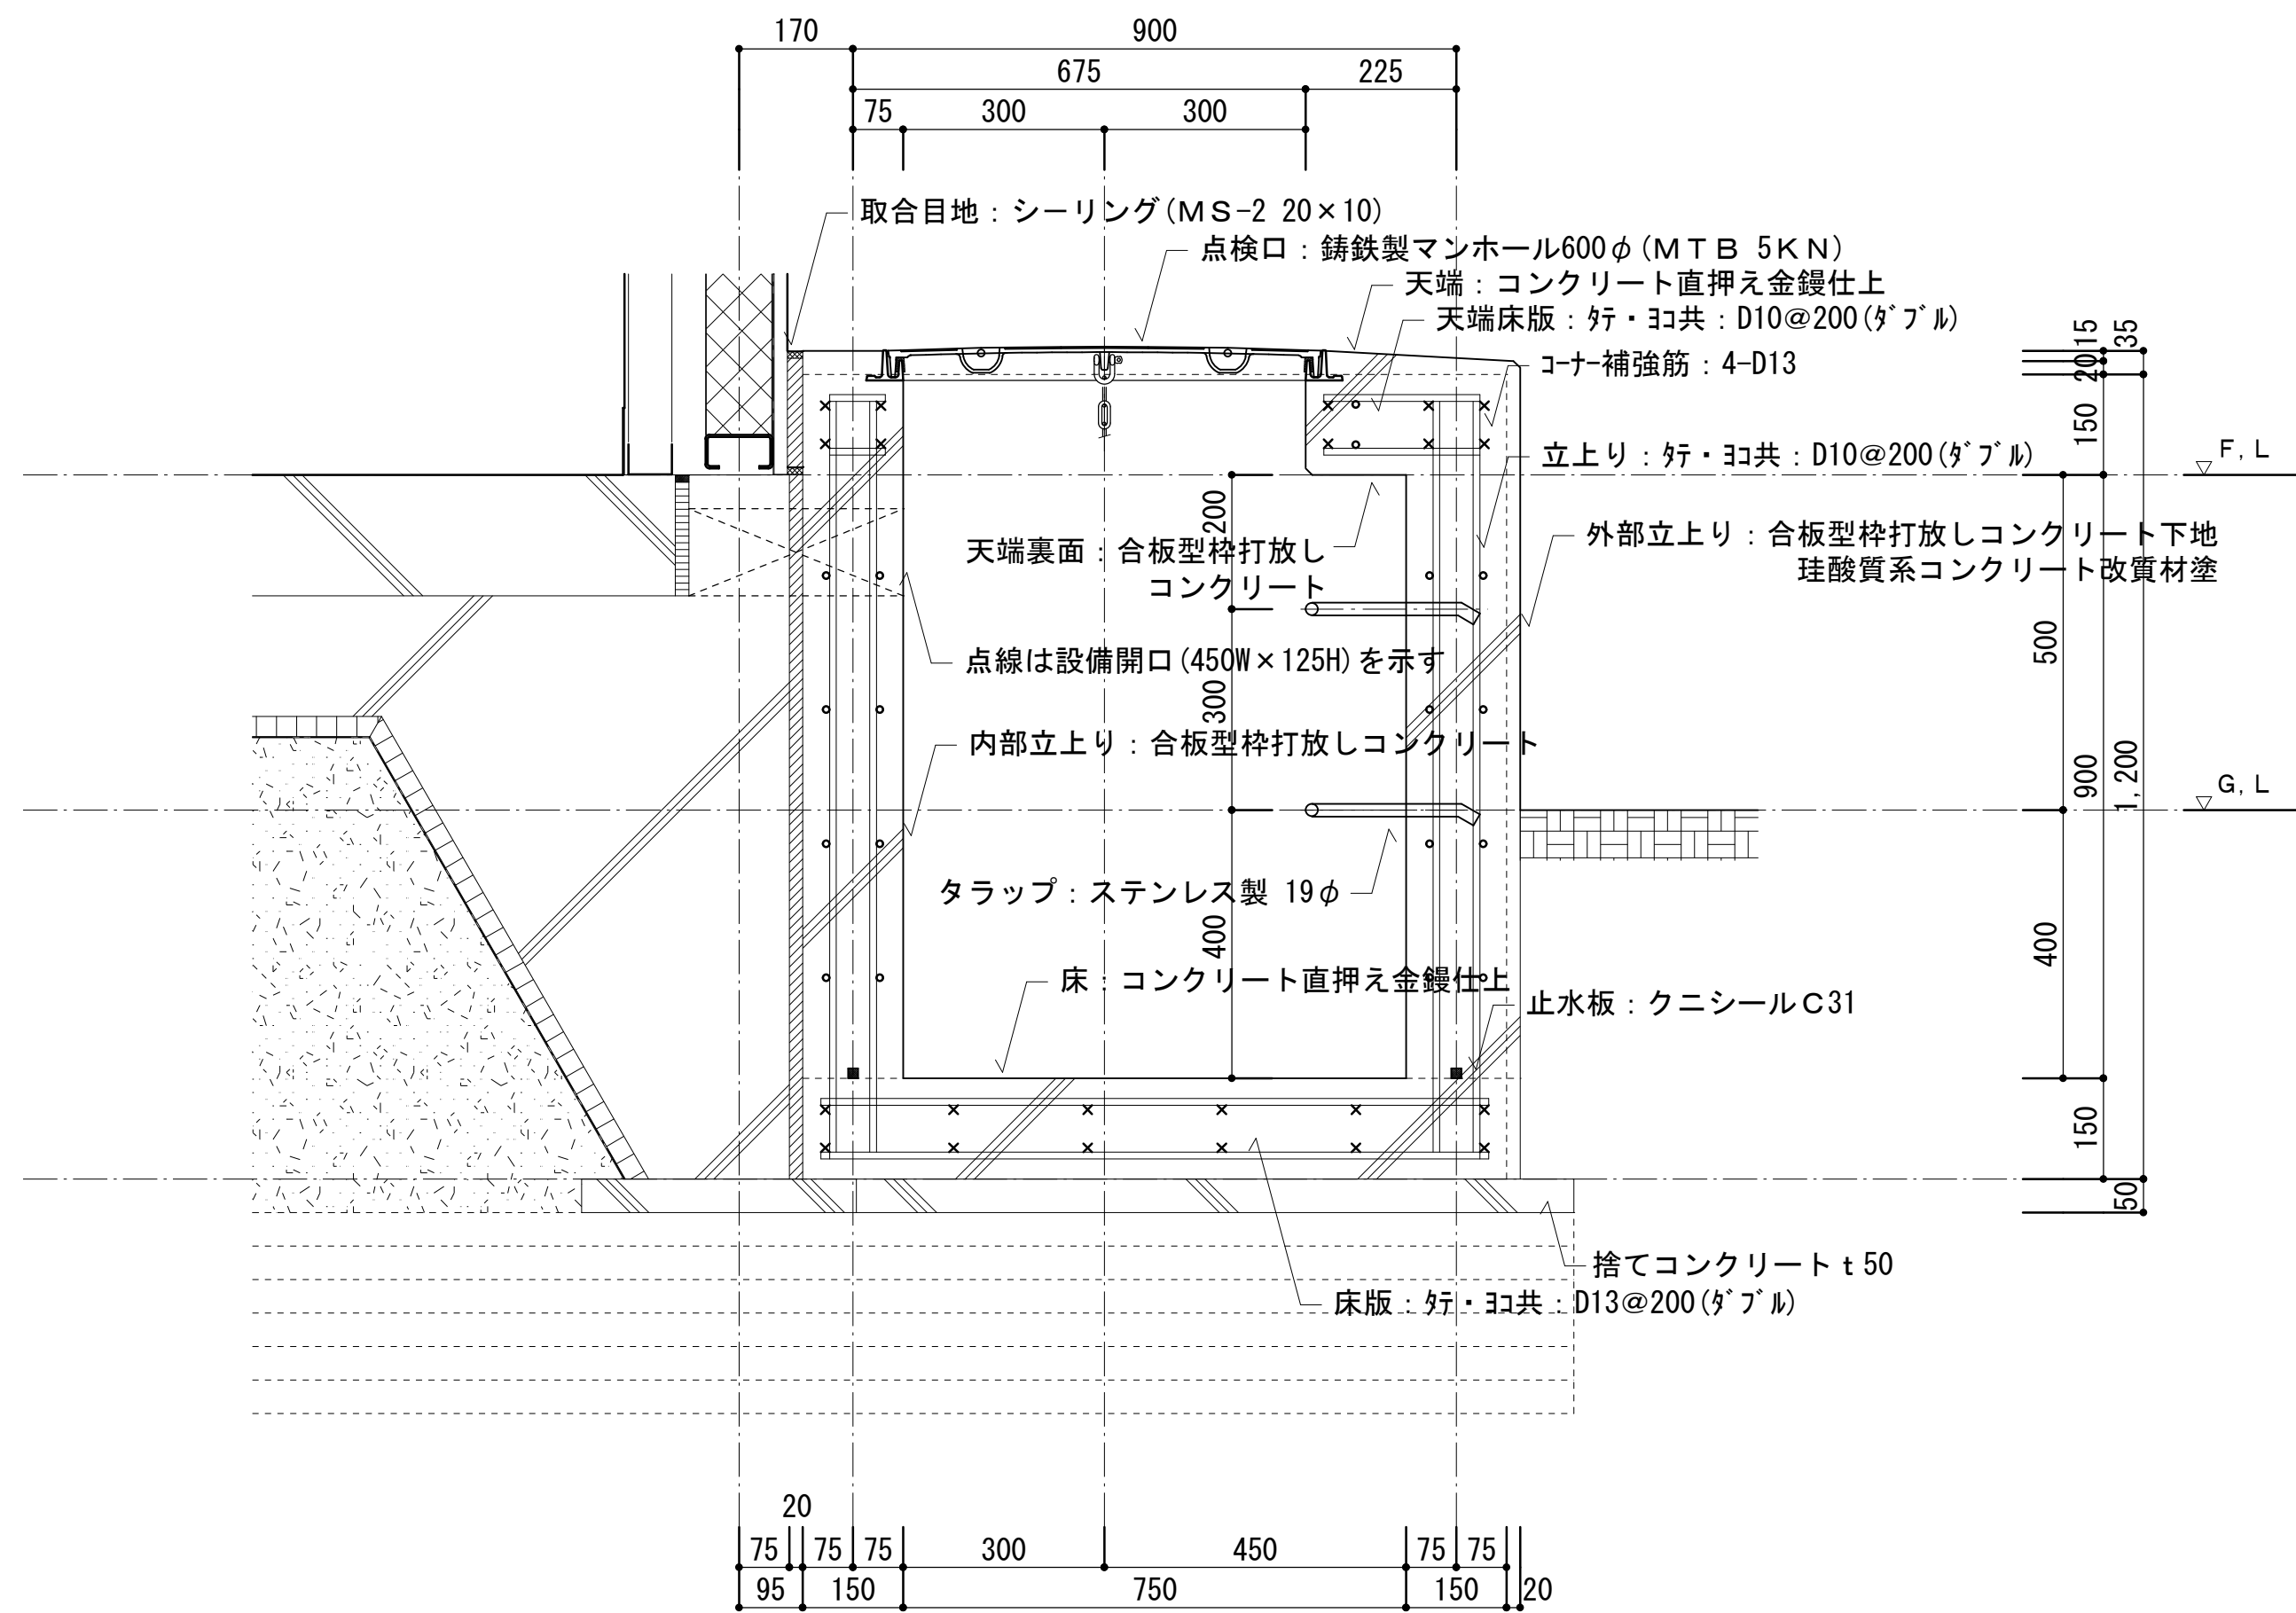 170 900
675 225
75 300 300
取合目地：シーリング(ＭＳ-2 20×10)
点検口：鋳鉄製マンホール600φ(ＭＴＢ 5ＫＮ)
天端：コンクリート直押え金鏝仕上
天端床版：ﾀﾃ・ﾖｺ共：D10@200(ﾀﾞﾌﾞﾙ)
15
35
20
ｺｰﾅｰ補強筋：4-D13
150
立上り：ﾀﾃ・ﾖｺ共：D10@200(ﾀﾞﾌﾞﾙ)
F,L
200
天端裏面：合板型枠打放し
コンクリート
外部立上り：合板型枠打放しコンクリート下地
珪酸質系コンクリート改質材塗
500
点線は設備開口(450W×125H)を示す
300
内部立上り：合板型枠打放しコンクリート
900
1,200
G,L
タラップ：ステンレス製 19φ
400
400
床：コンクリート直押え金鏝仕上
止水板：クニシールＣ31
150
50
捨てコンクリートｔ50
床版：ﾀﾃ・ﾖｺ共：D13@200(ﾀﾞﾌﾞﾙ)
20
75 75 75 300 450 75 75
95 150 750 150 20